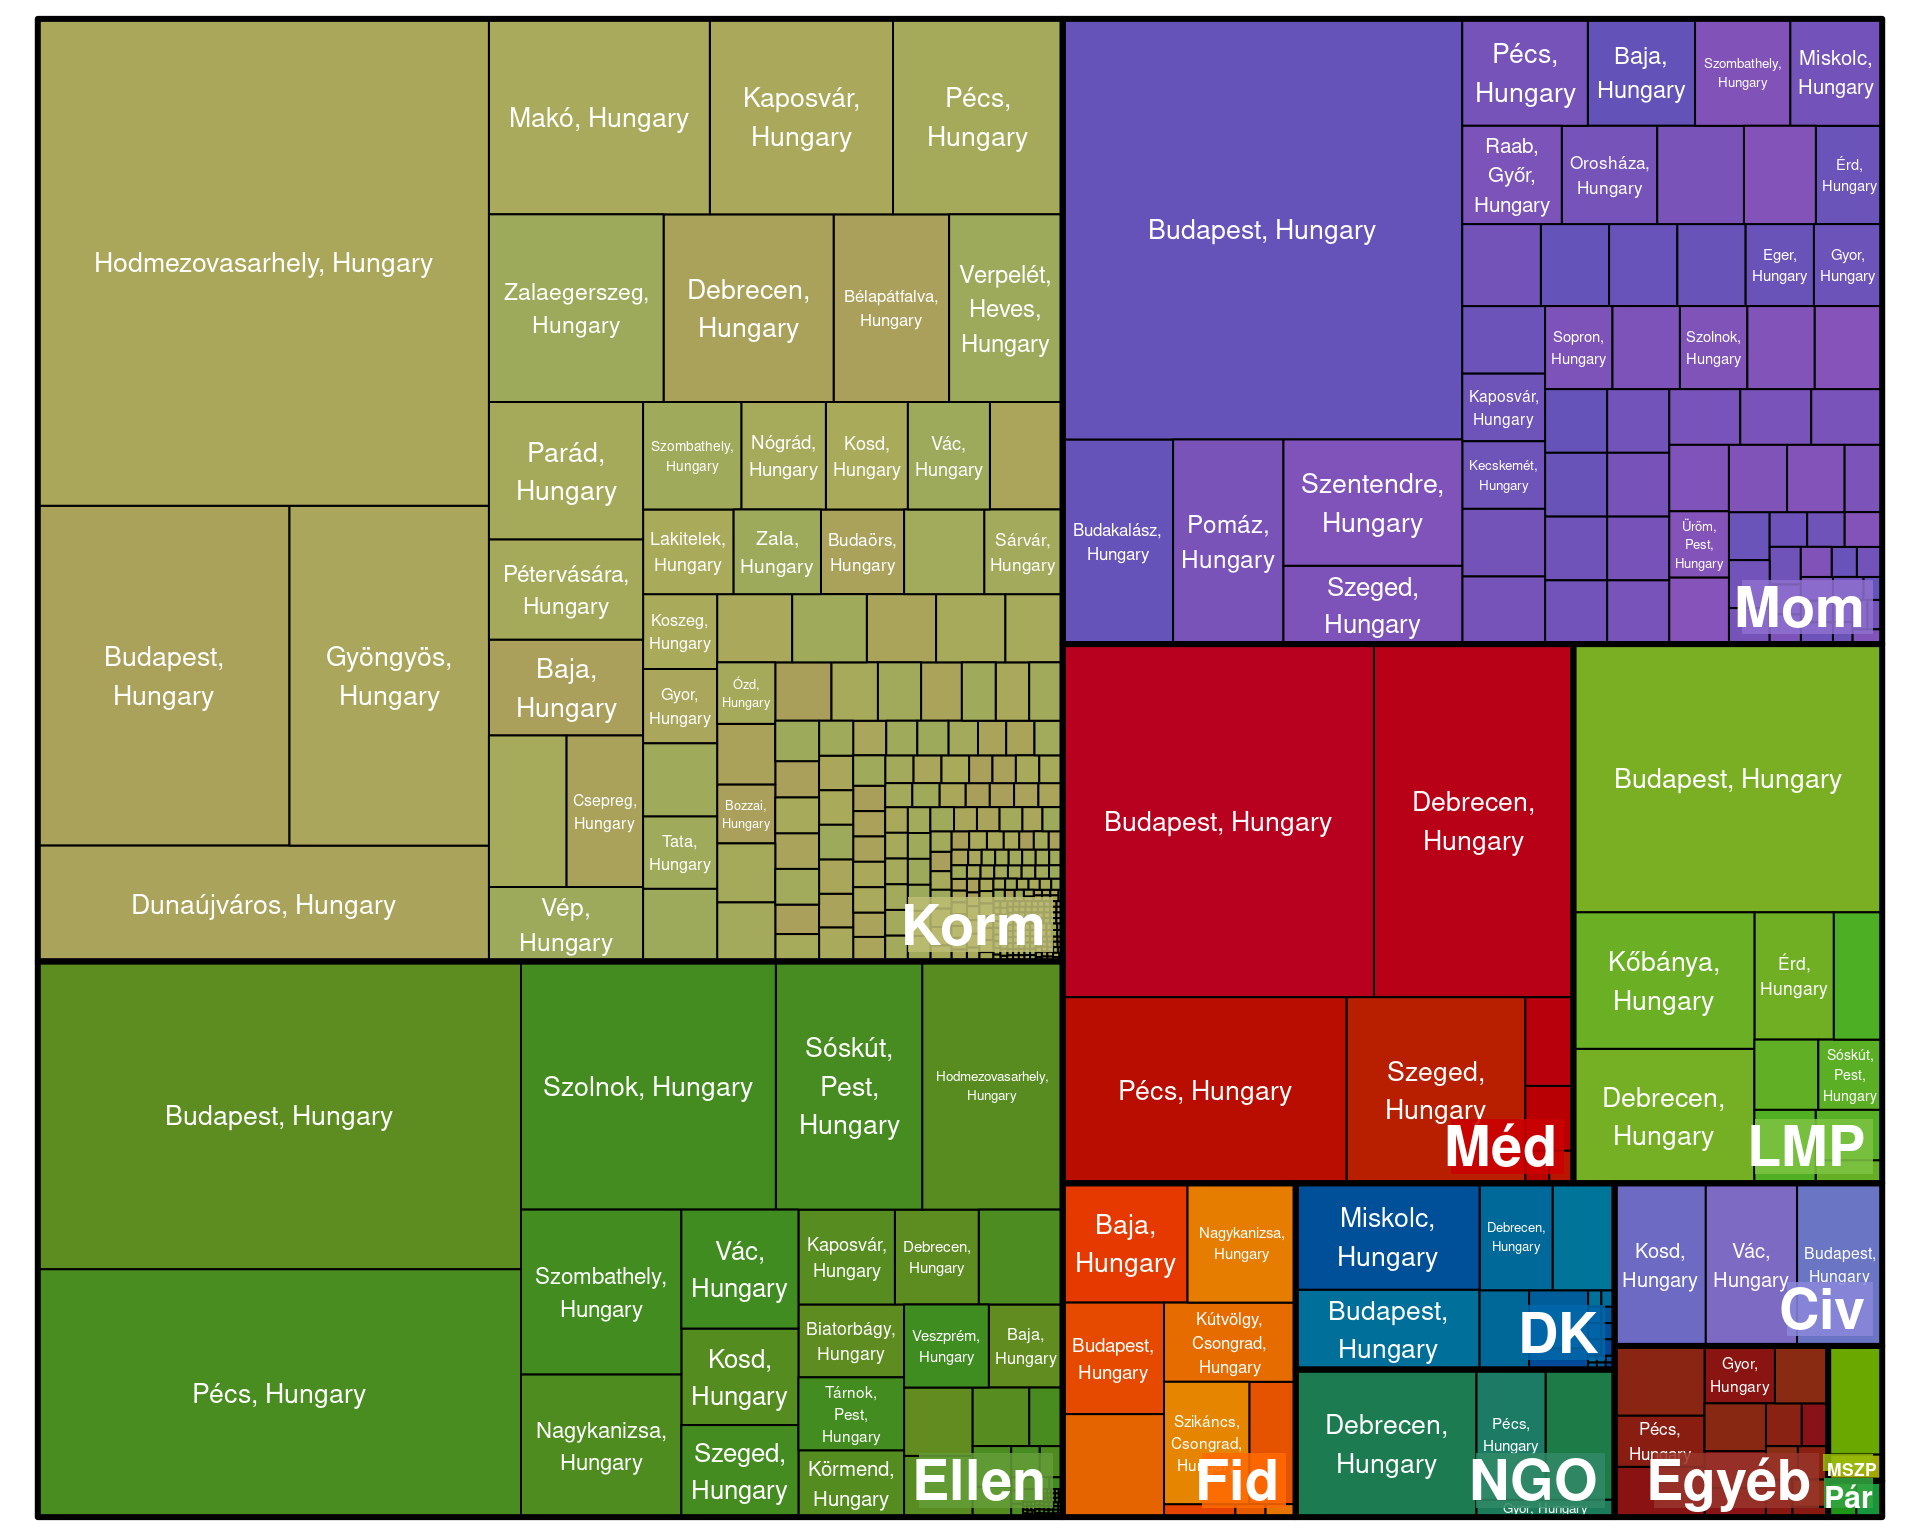 Hodmezovasarhely, Hungary
Budapest,
Hungary
Gyöngyös,
Hungary
Dunaújváros, Hungary
Makó, Hungary
Kaposvár,
Hungary
Pécs,
Hungary
Zalaegerszeg,
Hungary
Debrecen,
Hungary
Bélapátfalva,
Hungary
Verpelét,
Heves,
Hungary
Parád,
Hungary
Szombathely,
Hungary
Nógrád,
Hungary
Kosd,
Hungary
Vác,
Hungary
Lakitelek,
Hungary
Zala,
Hungary
Budaörs,
Hungary
Sárvár,
Hungary
Pétervására,
Hungary
Koszeg,
Hungary
Baja,
Hungary
Gyor,
Hungary
Ózd,
Hungary
Csepreg,
Hungary
Bozzai,
Hungary
Tata,
Hungary
Vép,
Hungary
Korm
Budapest, Hungary
Pécs,
Hungary
Baja,
Hungary
Szombathely,
Hungary
Miskolc,
Hungary
Raab,
Győr,
Hungary
Orosháza,
Hungary
Érd,
Hungary
Eger,
Hungary
Gyor,
Hungary
Sopron,
Hungary
Szolnok,
Hungary
Kaposvár,
Hungary
Kecskemét,
Hungary
Üröm,
Pest,
Hungary
Budakalász,
Hungary
Pomáz,
Hungary
Szentendre,
Hungary
Szeged,
Hungary
Mom
Budapest, Hungary
Pécs, Hungary
Szolnok, Hungary
Sóskút,
Pest,
Hungary
Hodmezovasarhely,
Hungary
Szombathely,
Hungary
Nagykanizsa,
Hungary
Vác,
Hungary
Kosd,
Hungary
Szeged,
Hungary
Kaposvár,
Hungary
Debrecen,
Hungary
Biatorbágy,
Hungary
Veszprém,
Hungary
Baja,
Hungary
Tárnok,
Pest,
Hungary
Körmend,
Hungary
Ellen
Budapest, Hungary
Debrecen,
Hungary
Pécs, Hungary
Szeged,
Hungary
Méd
Budapest, Hungary
Kőbánya,
Hungary
Érd,
Hungary
Debrecen,
Hungary
Sóskút,
Pest,
Hungary
LMP
Baja,
Hungary
Nagykanizsa,
Hungary
Budapest,
Hungary
Kútvölgy,
Csongrad,
Hungary
Szikáncs,
Csongrad,
Hungary
Fid
Miskolc,
Hungary
Debrecen,
Hungary
Budapest,
Hungary
DK
Kosd,
Hungary
Vác,
Hungary
Budapest,
Hungary
Civ
Debrecen,
Hungary
Pécs,
Hungary
Gyor, Hungary
NGO
Gyor,
Hungary
Pécs,
Hungary
Egyéb
MSZP
Pár